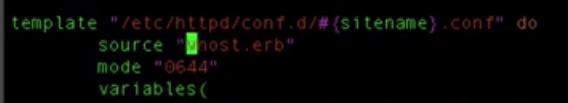 template "/etc/httpd/conf.d/#{sitename}.conf" do
source "vhost.erb"
mode "0644"
variables(